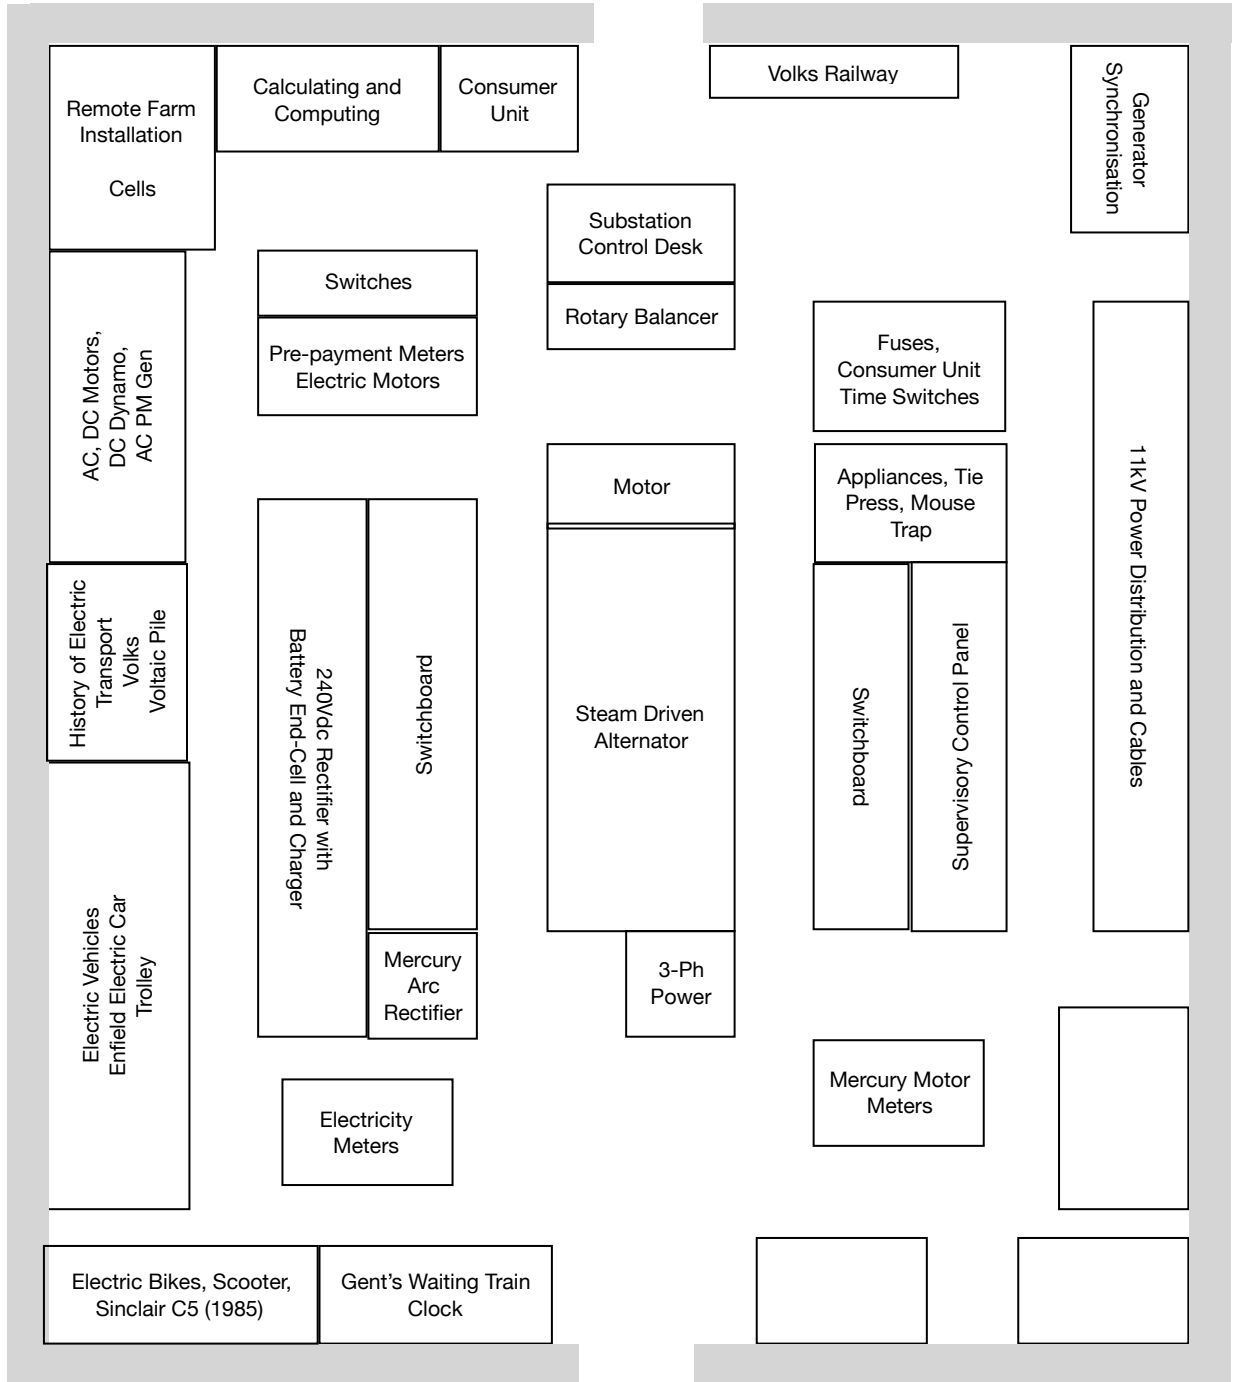 Remote Farm
Installation
Cells
Calculating and
Computing
Consumer
Unit
Volks Railway
Generator
Synchronisation
Substation
Control Desk
Rotary Balancer
Switches
Pre-payment Meters
Electric Motors
AC, DC Motors,
DC Dynamo,
AC PM Gen
Fuses,
Consumer Unit
Time Switches
Motor
Appliances, Tie
Press, Mouse
Trap
11kV Power Distribution and Cables
History of Electric
Transport
Volks
Voltaic Pile
240Vdc Rectifier with
Battery End-Cell and Charger
Switchboard
Steam Driven
Alternator
Switchboard
Supervisory Control Panel
Electric Vehicles
Enfield Electric Car
Trolley
Mercury
Arc
Rectifier
3-Ph
Power
Electricity
Meters
Mercury Motor
Meters
Electric Bikes, Scooter,
Sinclair C5 (1985)
Gent’s Waiting Train
Clock